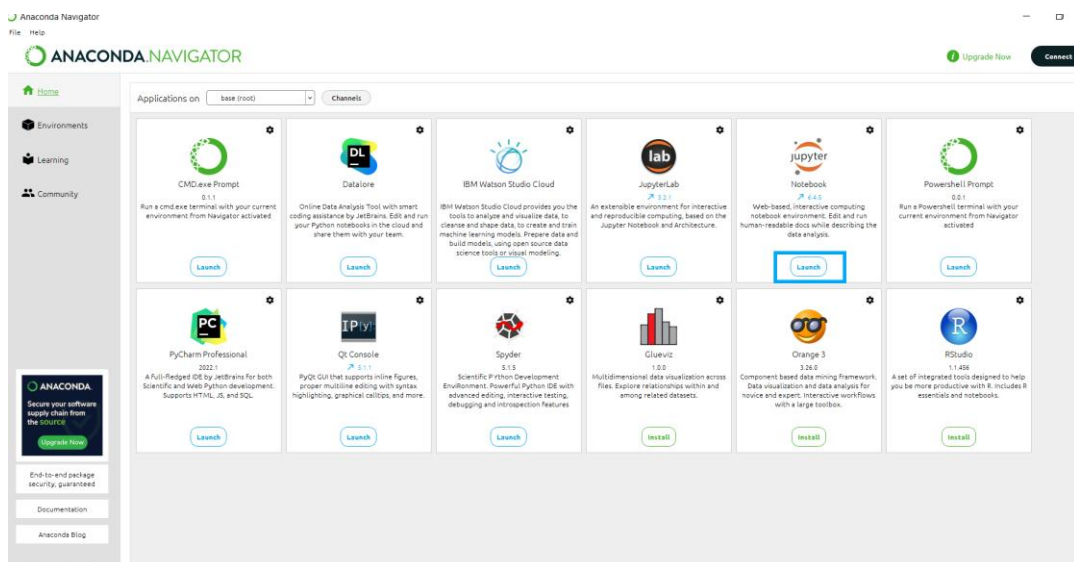 Anaconda Navigator
File Help
ANACONDA.NAVIGATOR
Upgrade Now
Connect
Home
Environments
Learning
Community
Applications on
base (root)
Channels
CMD.exe Prompt
0.1.1
Run a cmd.exe terminal with your current
environment from Navigator activated
Launch
DL
Datalore
Online Data Analysis Tool with smart
coding assistance by JetBrains. Edit and run
your Python notebooks in the cloud and
share them with your team.
Launch
IBM Watson Studio Cloud
IBM Watson Studio Cloud provides you the
tools to analyze and visualize data, to
cleanse and shape data, to create and train
machine learning models. Prepare data and
build models, using open source data
science tools or visual modeling.
Launch
lab
JupyterLab
3.2.1
An extensible environment for interactive
and reproducible computing, based on the
Jupyter Notebook and Architecture.
Launch
jupyter
Notebook
6.4.5
Web-based, interactive computing
notebook environment. Edit and run
human-readable docs while describing the
data analysis.
Launch
Powershell Prompt
0.0.1
Run a Powershell terminal with your
current environment from Navigator
activated
Launch
PC
PyCharm Professional
2022.1
A full-fledged IDE by JetBrains for both
Scientific and Web Python development.
Supports HTML, JS, and SQL.
Launch
IP[y]:
Qt Console
5.1.1
PyQt GUI that supports inline figures,
proper multiline editing with syntax
highlighting, graphical calltips, and more.
Launch
Spyder
5.1.5
Scientific PYthon Development
EnviRonment. Powerful Python IDE with
advanced editing, interactive testing,
debugging and introspection features
Launch
Glueviz
1.0.0
Multidimensional data visualization across
files. Explore relationships within and
among related datasets.
Install
Orange 3
3.26.0
Component based data mining framework.
Data visualization and data analysis for
novice and expert. Interactive workflows
with a large toolbox.
Install
R
RStudio
1.1.456
A set of integrated tools designed to help
you be more productive with R. Includes R
essentials and notebooks.
Install
ANACONDA.
Secure your software
supply chain from
the source
Upgrade Now
End-to-end package
security, guaranteed
Documentation
Anaconda Blog